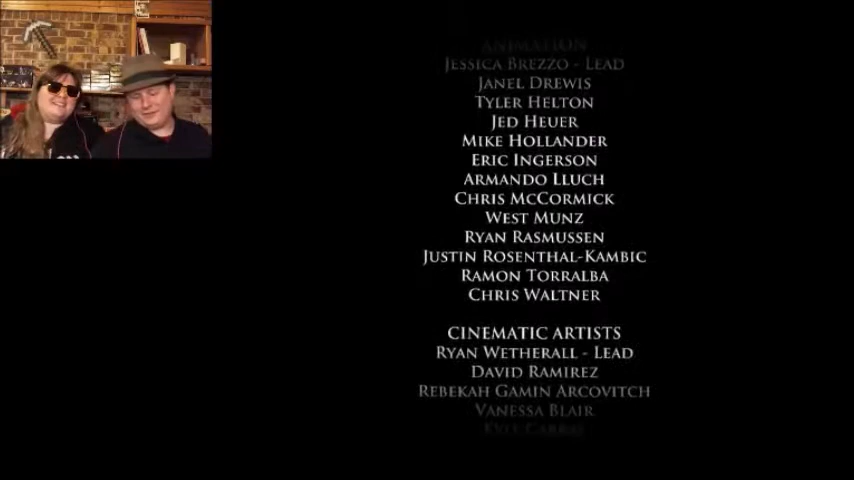 ANIMATION
JESSICA BREZZO - LEAD
JANEL DREWIS
TYLER HELTON
JED HEUER
MIKE HOLLANDER
ERIC INGERSON
ARMANDO LLUCH
CHRIS MCCORMICK
WEST MUNZ
RYAN RASMUSSEN
JUSTIN ROSENTHAL-KAMBIC
RAMON TORRALBA
CHRIS WALTNER
CINEMATIC ARTISTS
RYAN WETHERALL - LEAD
DAVID RAMIREZ
REBEKAH GAMIN ARCOVITCH
VANESSA BLAIR
KYLE